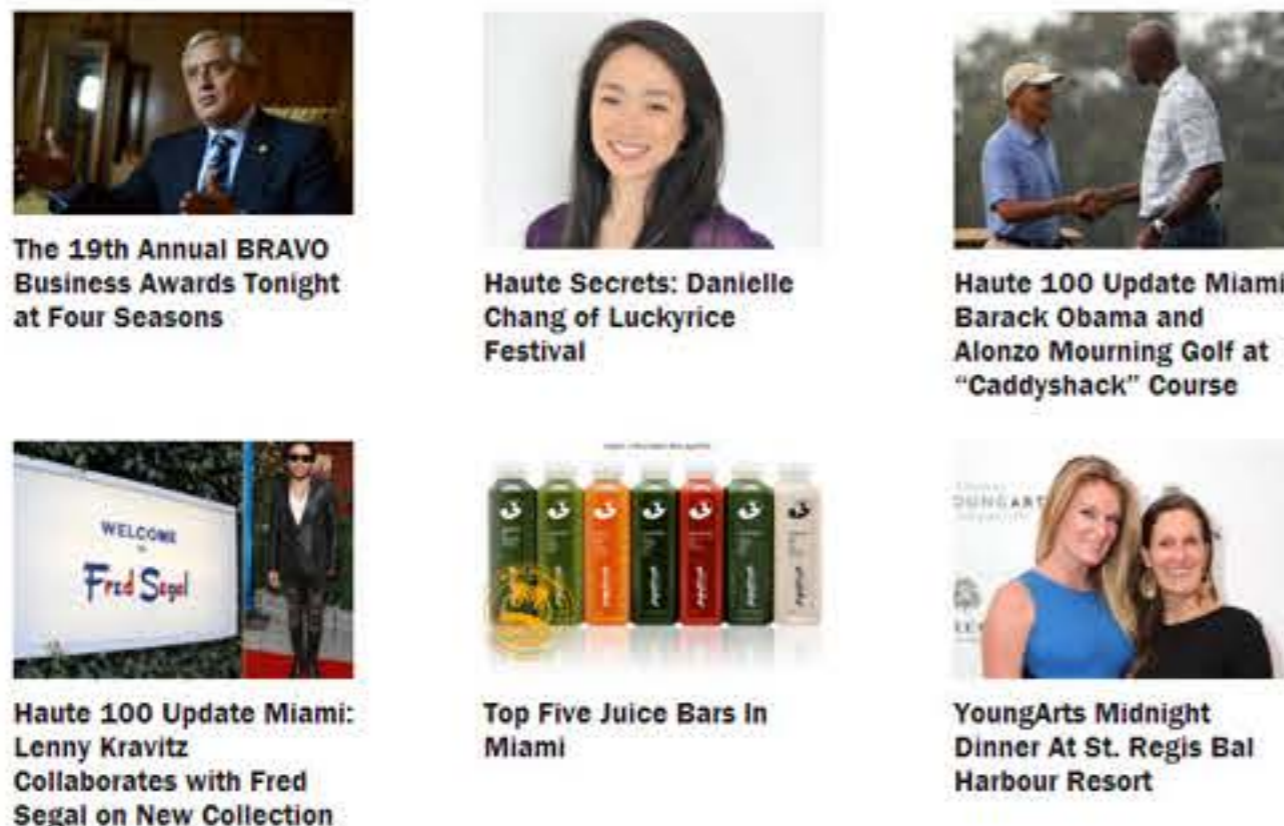 The 19th Annual BRAVO
Business Awards Tonight
at Four Seasons
Haute Secrets: Danielle
Chang of Luckyrice
Festival
Haute 100 Update Miami
Barack Obama and
Alonzo Mourning Golf at
“Caddyshack” Course
WELCOME
to
Fred Segal
YOUNGART
Haute 100 Update Miami:
Lenny Kravitz
Collaborates with Fred
Segal on New Collection
Top Five Juice Bars In
Miami
YoungArts Midnight
Dinner At St. Regis Bal
Harbour Resort